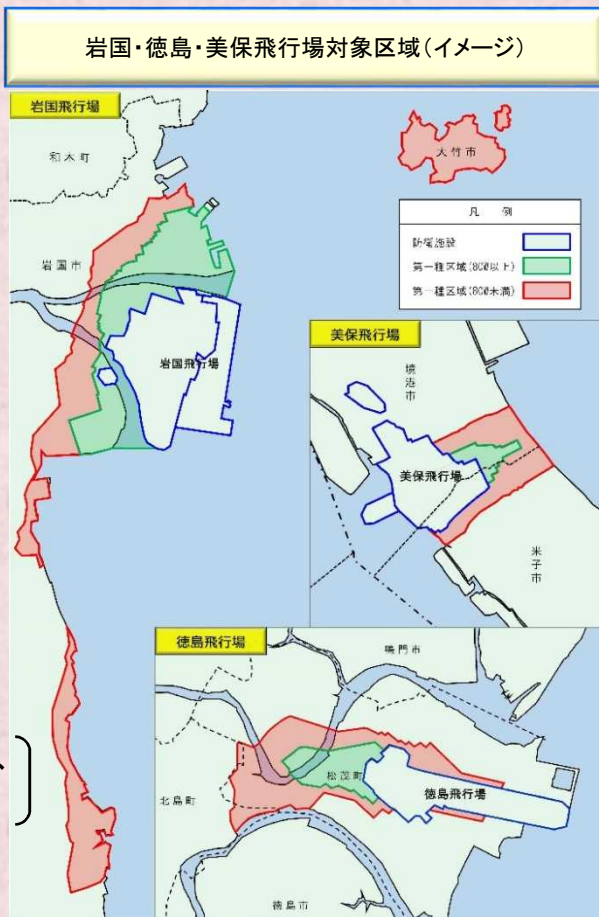 岩国・徳島・美保飛行場対象区域（イメージ）
岩国飛行場
和木町
大竹市
岩国市
岩国飛行場
凡 例
防衛施設
第一種区域(80W以上)
第一種区域(80W未満)
美保飛行場
境港市
美保飛行場
米子市
徳島飛行場
鳴門市
松茂町
北島町
徳島飛行場
徳島市